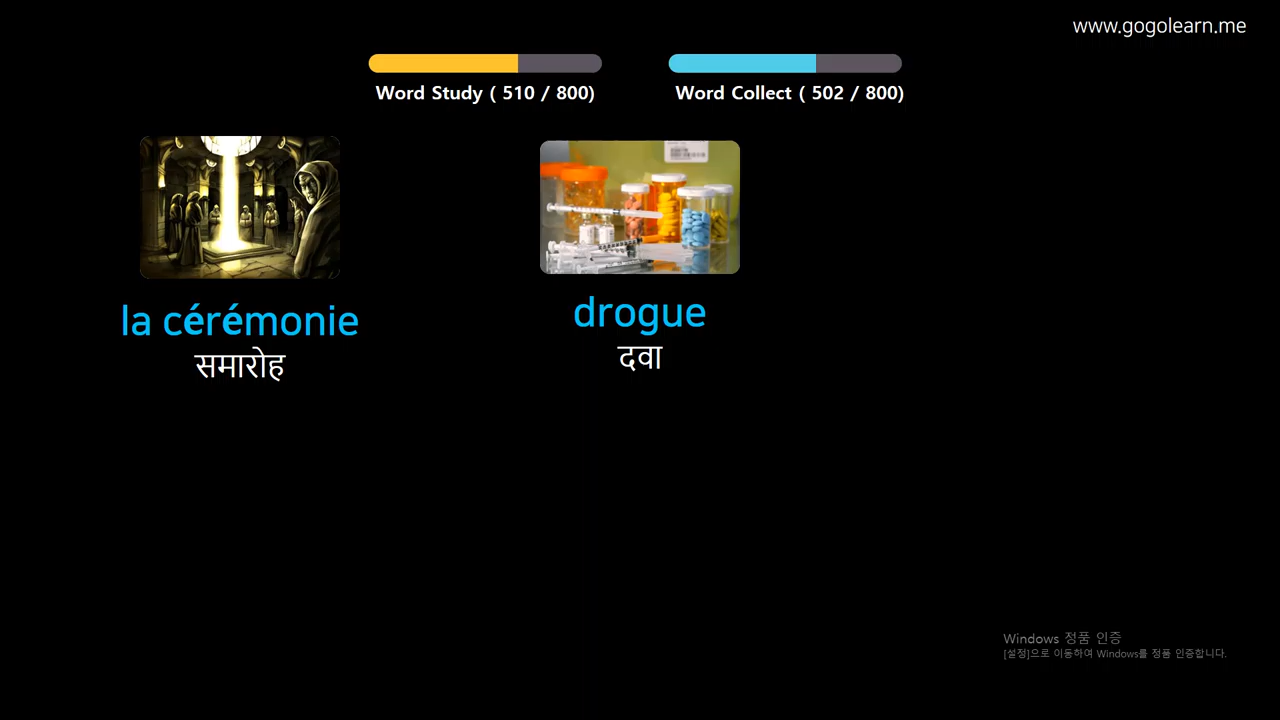 www.gogolearn.me
Word Study ( 510 / 800)
Word Collect ( 502 / 800)
la cérémonie
समारोह
drogue
दवा
Windows 정품 인증
[설정]으로 이동하여 Windows를 정품 인증합니다.